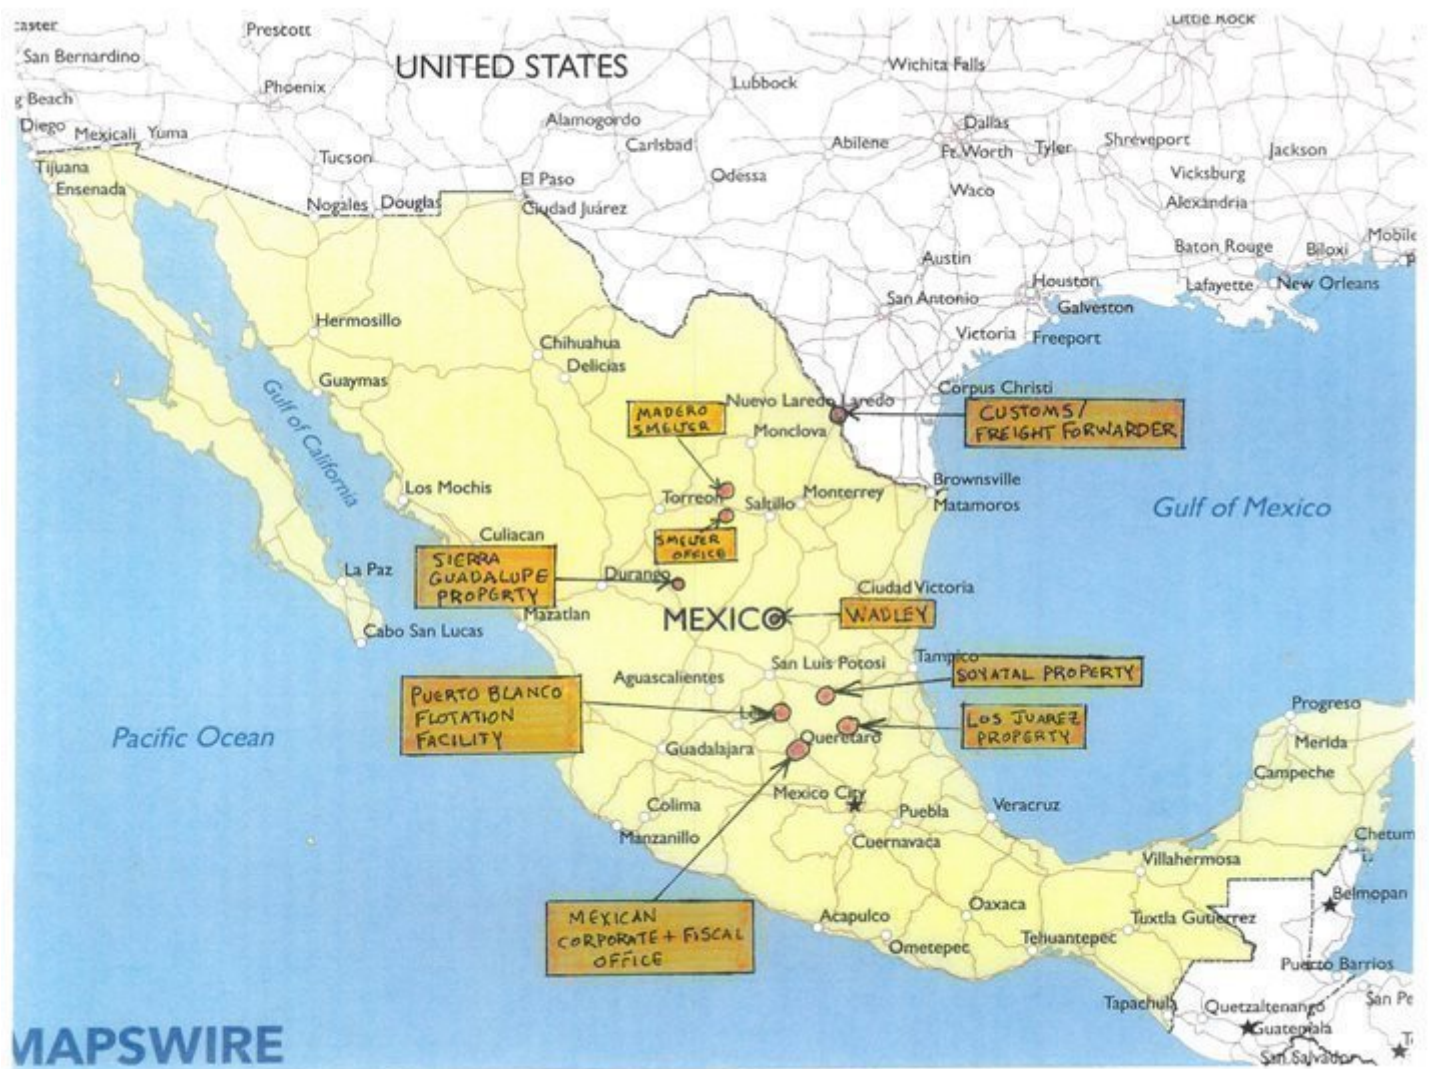 Prescott
San Bernardino
UNITED STATES
Little Rock
Wichita Falls
Lubbock
Phoenix
Beach
Alamogordo
Dallas
Diego
Mexicali
Yuma
Carlsbad
Abilene
Ft. Worth
Tyler
Shreveport
Jackson
Tijuana
Tucson
Odessa
Vicksburg
Ensenada
El Paso
Waco
Alexandria
Nogales
Douglas
Ciudad Juárez
Mobile
Baton Rouge
Biloxi
Austin
Houston
Lafayette
New Orleans
San Antonio
Galveston
Hermosillo
Victoria
Freeport
Chihuahua
Delicias
Guaymas
Gulf of California
Corpus Christi
Nuevo Laredo
Laredo
CUSTOMS/
FREIGHT FORWARDER
MADERO
SMELTER
Monclova
Los Mochis
Torreon
Saltillo
Monterrey
Brownsville
Matamoros
Gulf of Mexico
Culiacan
SMELTER
OFFICE
SIERRA
GUADALUPE
PROPERTY
La Paz
Durango
Ciudad Victoria
Mazatlan
MEXICO
WADLEY
Cabo San Lucas
San Luis Potosi
Tampico
SOYATAL PROPERTY
Aguascalientes
PUERTO BLANCO
FLOTATION
FACILITY
LOS JUAREZ
PROPERTY
Progreso
Pacific Ocean
Guadalajara
Queretaro
Merida
Campeche
Mexico City
Colima
Puebla
Veracruz
Manzanillo
Cuernavaca
Chetum
Villahermosa
Belmopan
MEXICAN
CORPORATE + FISCAL
OFFICE
Acapulco
Oaxaca
Tuxtla Gutierrez
Ometepec
Tehuantepec
Puerto Barrios
Tapachula
Quetzaltenango
San Pe
Guatemala
San Salvador
MAPSWIRE